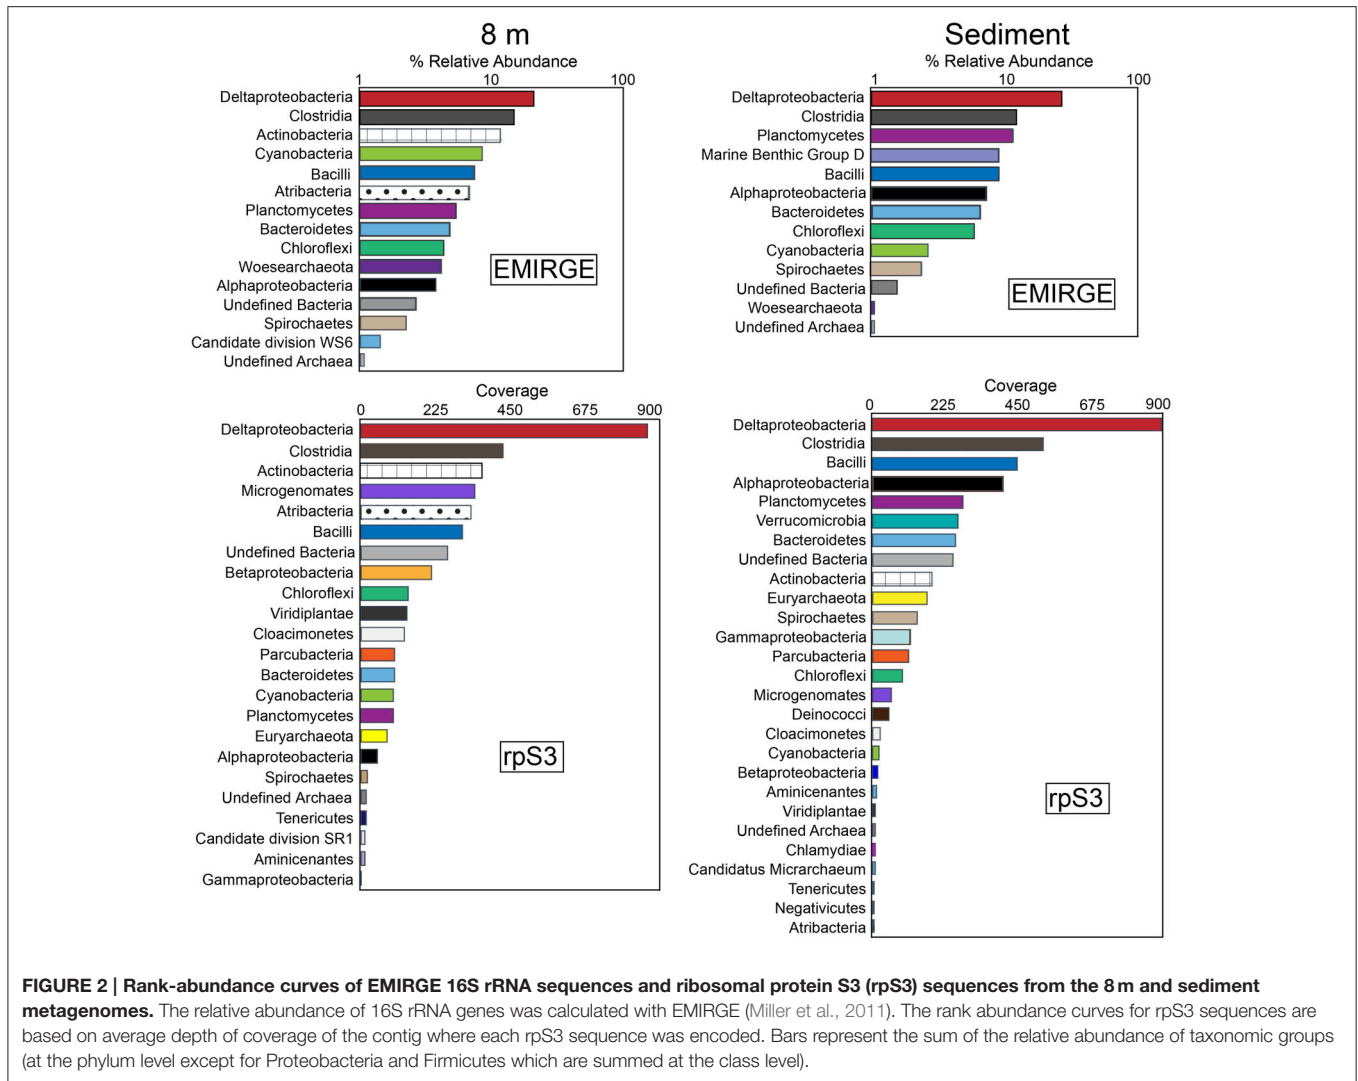 8 m
% Relative Abundance
1 10 100
Deltaproteobacteria
Clostridia
Actinobacteria
Cyanobacteria
Bacilli
Atribacteria
Planctomycetes
Bacteroidetes
Chloroflexi
Woesearchaeota
Alphaproteobacteria
Undefined Bacteria
Spirochaetes
Candidate division WS6
Undefined Archaea
EMIRGE
Sediment
% Relative Abundance
1 10 100
Deltaproteobacteria
Clostridia
Planctomycetes
Marine Benthic Group D
Bacilli
Alphaproteobacteria
Bacteroidetes
Chloroflexi
Cyanobacteria
Spirochaetes
Undefined Bacteria
Woesearchaeota
Undefined Archaea
EMIRGE
Coverage
0 225 450 675 900
Deltaproteobacteria
Clostridia
Actinobacteria
Microgenomates
Atribacteria
Bacilli
Undefined Bacteria
Betaproteobacteria
Chloroflexi
Viridiplantae
Cloacimonetes
Parcubacteria
Bacteroidetes
Cyanobacteria
Planctomycetes
Euryarchaeota
Alphaproteobacteria
Spirochaetes
Undefined Archaea
Tenericutes
Candidate division SR1
Aminicenantes
Gammaproteobacteria
rpS3
Coverage
0 225 450 675 900
Deltaproteobacteria
Clostridia
Bacilli
Alphaproteobacteria
Planctomycetes
Verrucomicrobia
Bacteroidetes
Undefined Bacteria
Actinobacteria
Euryarchaeota
Spirochaetes
Gammaproteobacteria
Parcubacteria
Chloroflexi
Microgenomates
Deinococci
Cloacimonetes
Cyanobacteria
Betaproteobacteria
Aminicenantes
Viridiplantae
Undefined Archaea
Chlamydiae
Candidatus Micrarchaeum
Tenericutes
Negativicutes
Atribacteria
rpS3
FIGURE 2 | Rank-abundance curves of EMIRGE 16S rRNA sequences and ribosomal protein S3 (rpS3) sequences from the 8 m and sediment
metagenomes. The relative abundance of 16S rRNA genes was calculated with EMIRGE (Miller et al., 2011). The rank abundance curves for rpS3 sequences are
based on average depth of coverage of the contig where each rpS3 sequence was encoded. Bars represent the sum of the relative abundance of taxonomic groups
(at the phylum level except for Proteobacteria and Firmicutes which are summed at the class level).